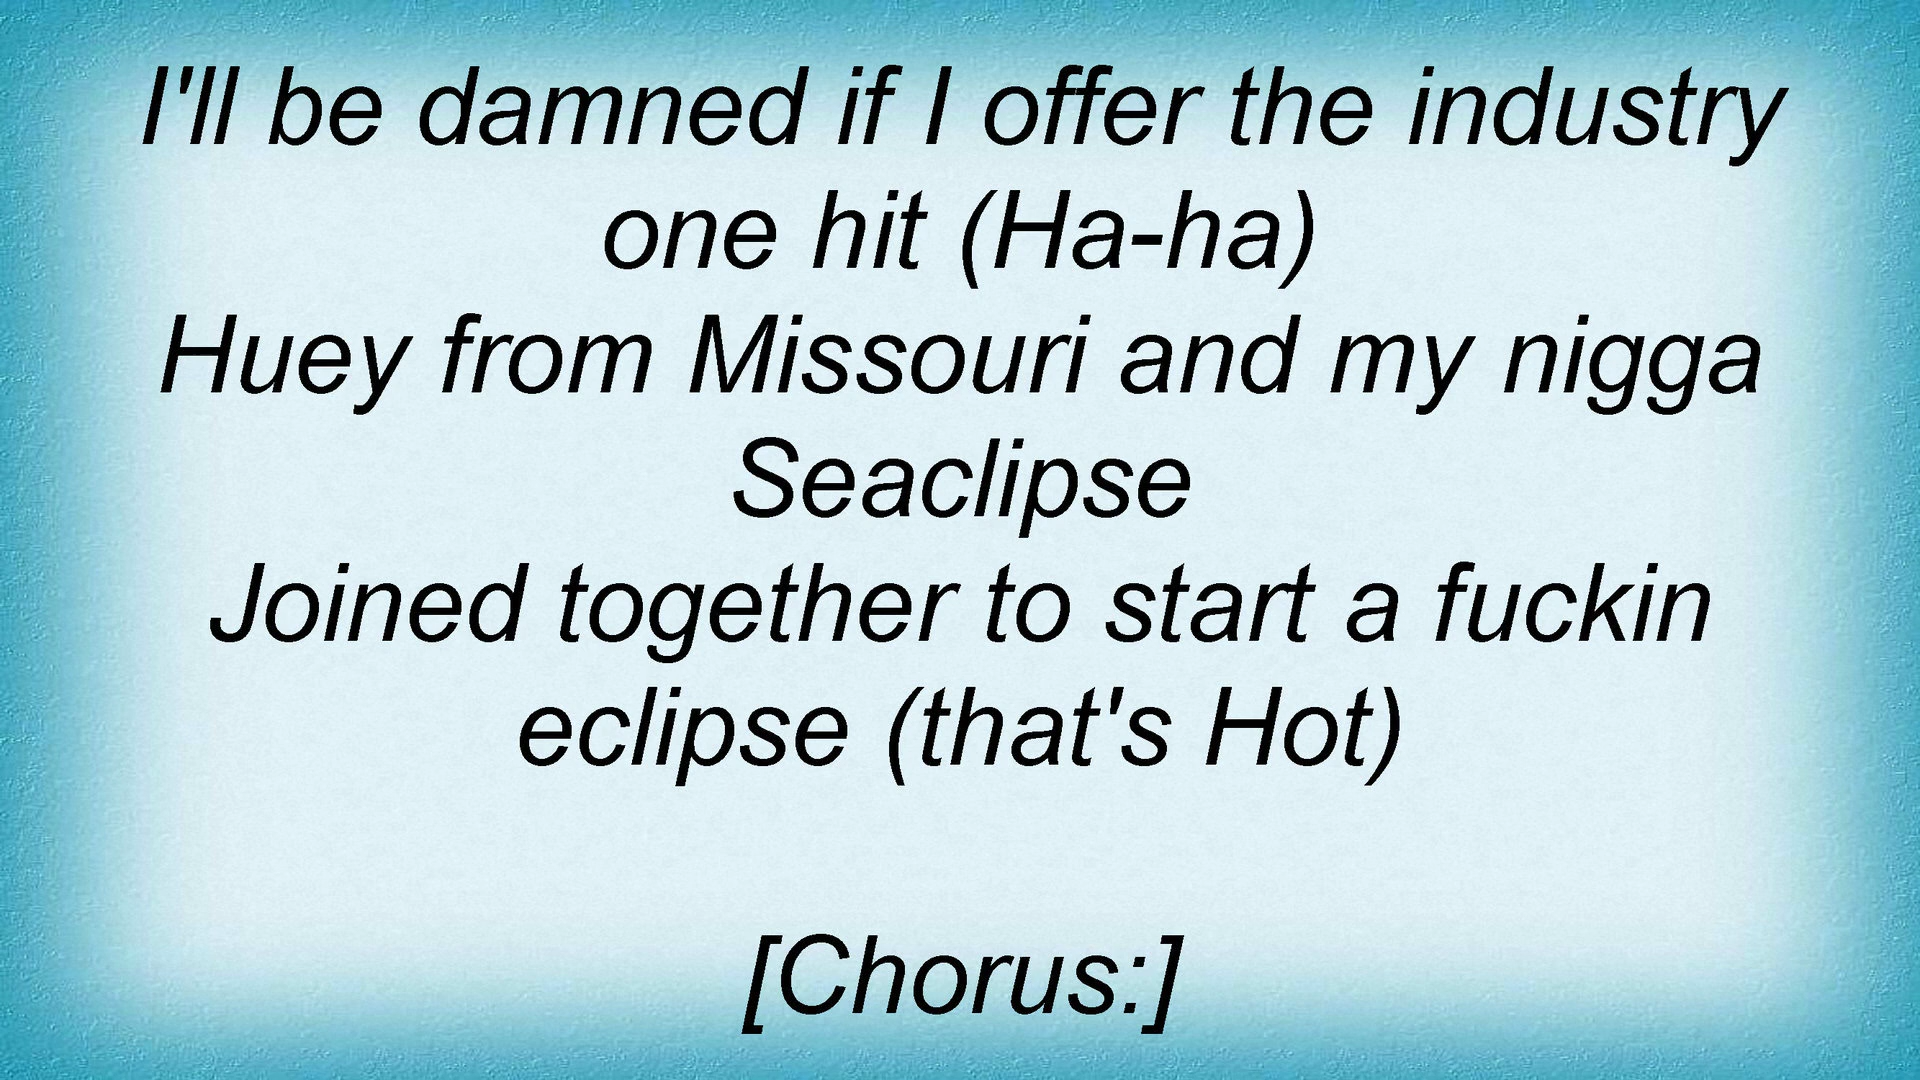 I'll be damned if I offer the industry
one hit (Ha-ha)
Huey from Missouri and my nigga
Seaclipse
Joined together to start a fuckin
eclipse (that's Hot)
[Chorus:]